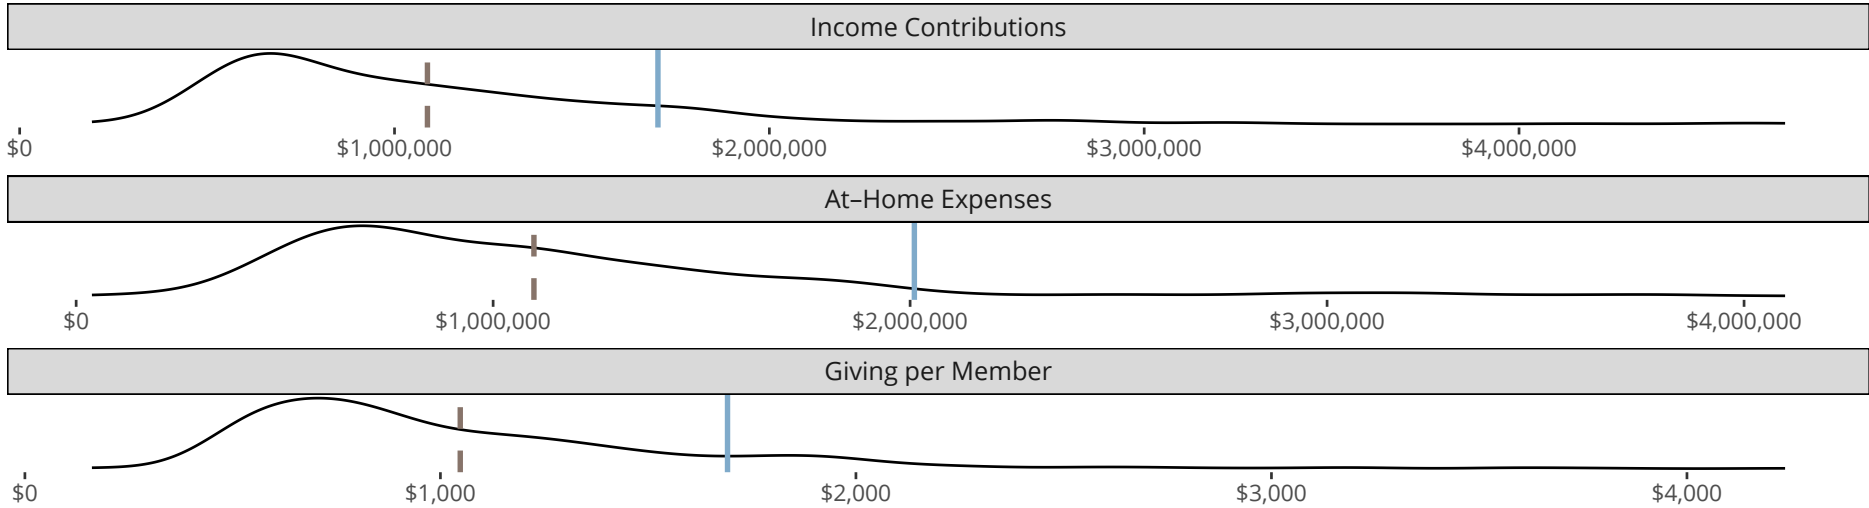 Income Contributions
$0 $1,000,000 $2,000,000 $3,000,000 $4,000,000
At–Home Expenses
$0 $1,000,000 $2,000,000 $3,000,000 $4,000,000
Giving per Member
$0 $1,000 $2,000 $3,000 $4,000